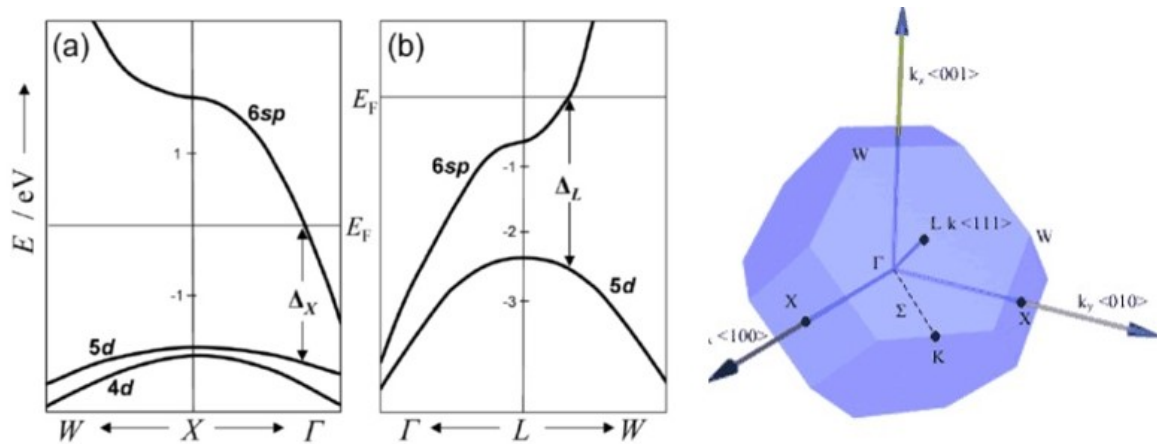 (a)
E / eV
6sp
1
E_F
-1
Δ_X
5d
4d
W ← X → Γ
(b)
E_F
6sp
-1
Δ_L
-2
-3
5d
Γ ← L → W
k_z <001>
W
L k <111>
W
Γ
X
Σ
X
k_y <010>
<100>
K